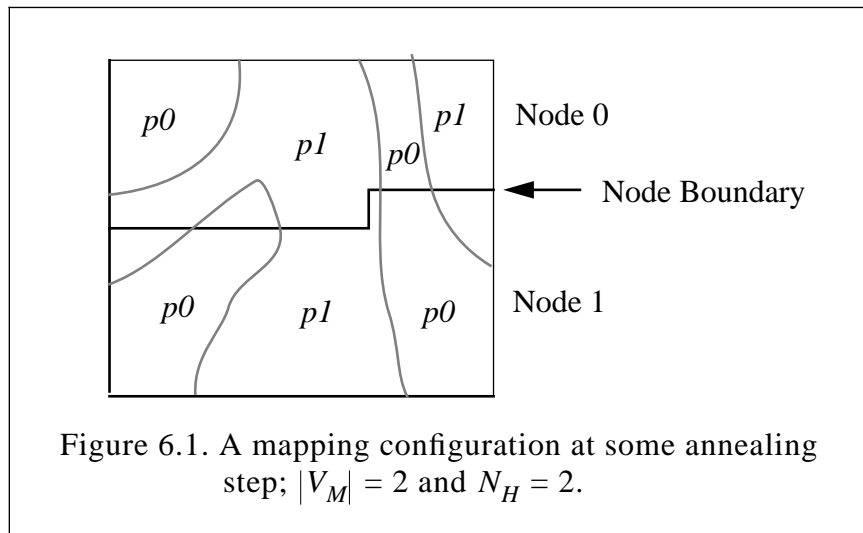 p0
p1
p0
p1
Node 0
Node Boundary
p0
p1
p0
Node 1
Figure 6.1. A mapping configuration at some annealing
step; |V_M| = 2 and N_H = 2.